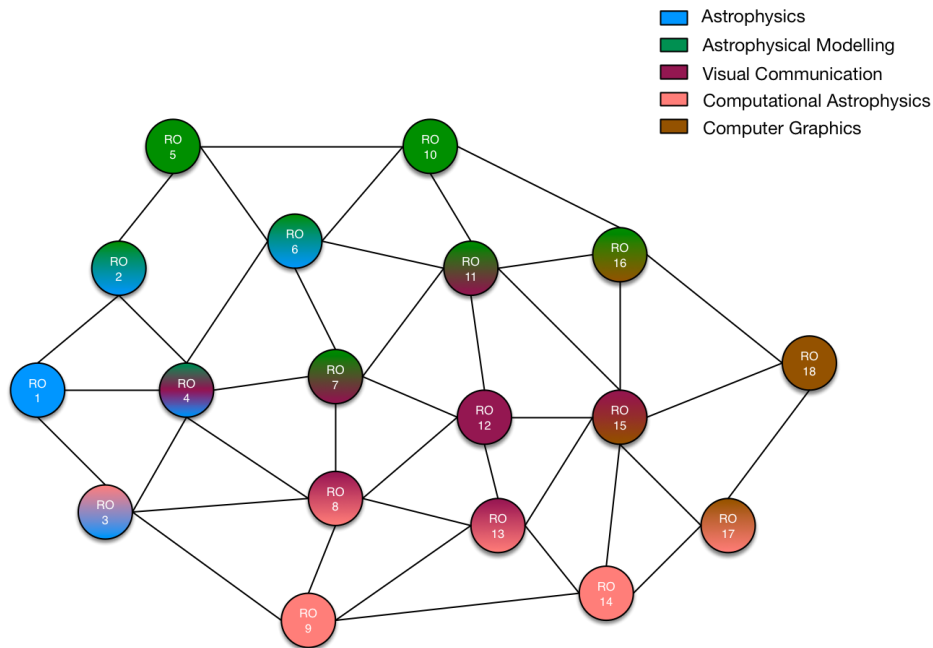 Astrophysics
Astrophysical Modelling
Visual Communication
Computational Astrophysics
Computer Graphics
RO
5
RO
10
RO
6
RO
16
RO
2
RO
11
RO
18
RO
1
RO
4
RO
7
RO
12
RO
15
RO
3
RO
8
RO
13
RO
17
RO
14
RO
9